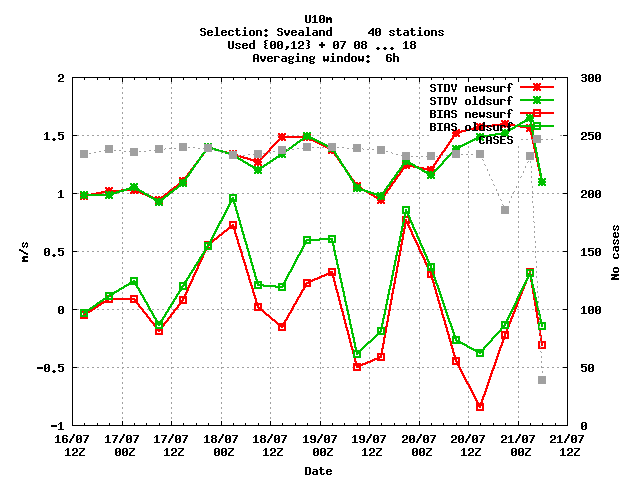 U10m
Selection: Svealand     40 stations
Used {00,12} + 07 08 ... 18
Averaging window:  6h
2 300
STDV newsurf
STDV oldsurf
BIAS newsurf
BIAS oldsurf
CASES
1.5 250
1 200
0.5 150
0 100
-0.5 50
-1 0
m/s
No cases
16/07 17/07 17/07 18/07 18/07 19/07 19/07 20/07 20/07 21/07 21/07
12Z 00Z 12Z 00Z 12Z 00Z 12Z 00Z 12Z 00Z 12Z
Date